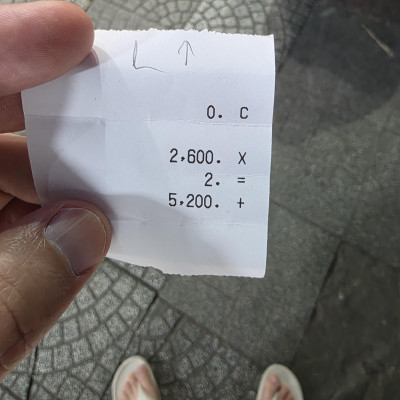 L ↑
0. C
2,600. X
2. =
5,200. +